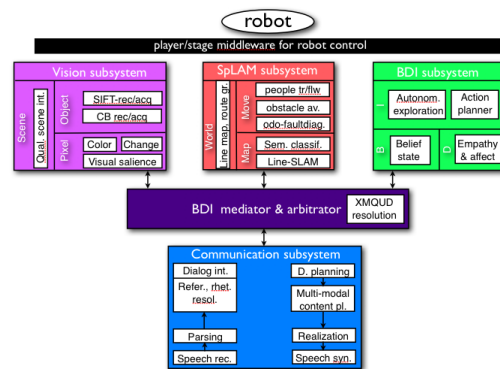 robot
player/stage middleware for robot control
Vision subsystem
Scene
Qual. scene int.
Object
SIFT-rec/acq
CB rec/acq
Pixel
Color
Change
Visual salience
SpLAM subsystem
World
Line map, route gr.
Move
people tr/flw
obstacle av.
odo-faultdiag.
Map
Sem. classif.
Line-SLAM
BDI subsystem
I
Autonom.
exploration
Action
planner
B
Belief
state
D
Empathy
& affect
BDI mediator & arbitrator
XMQUD
resolution
Communication subsystem
Dialog int.
Refer., rhet.
resol.
Parsing
Speech rec.
D. planning
Multi-modal
content pl.
Realization
Speech syn.